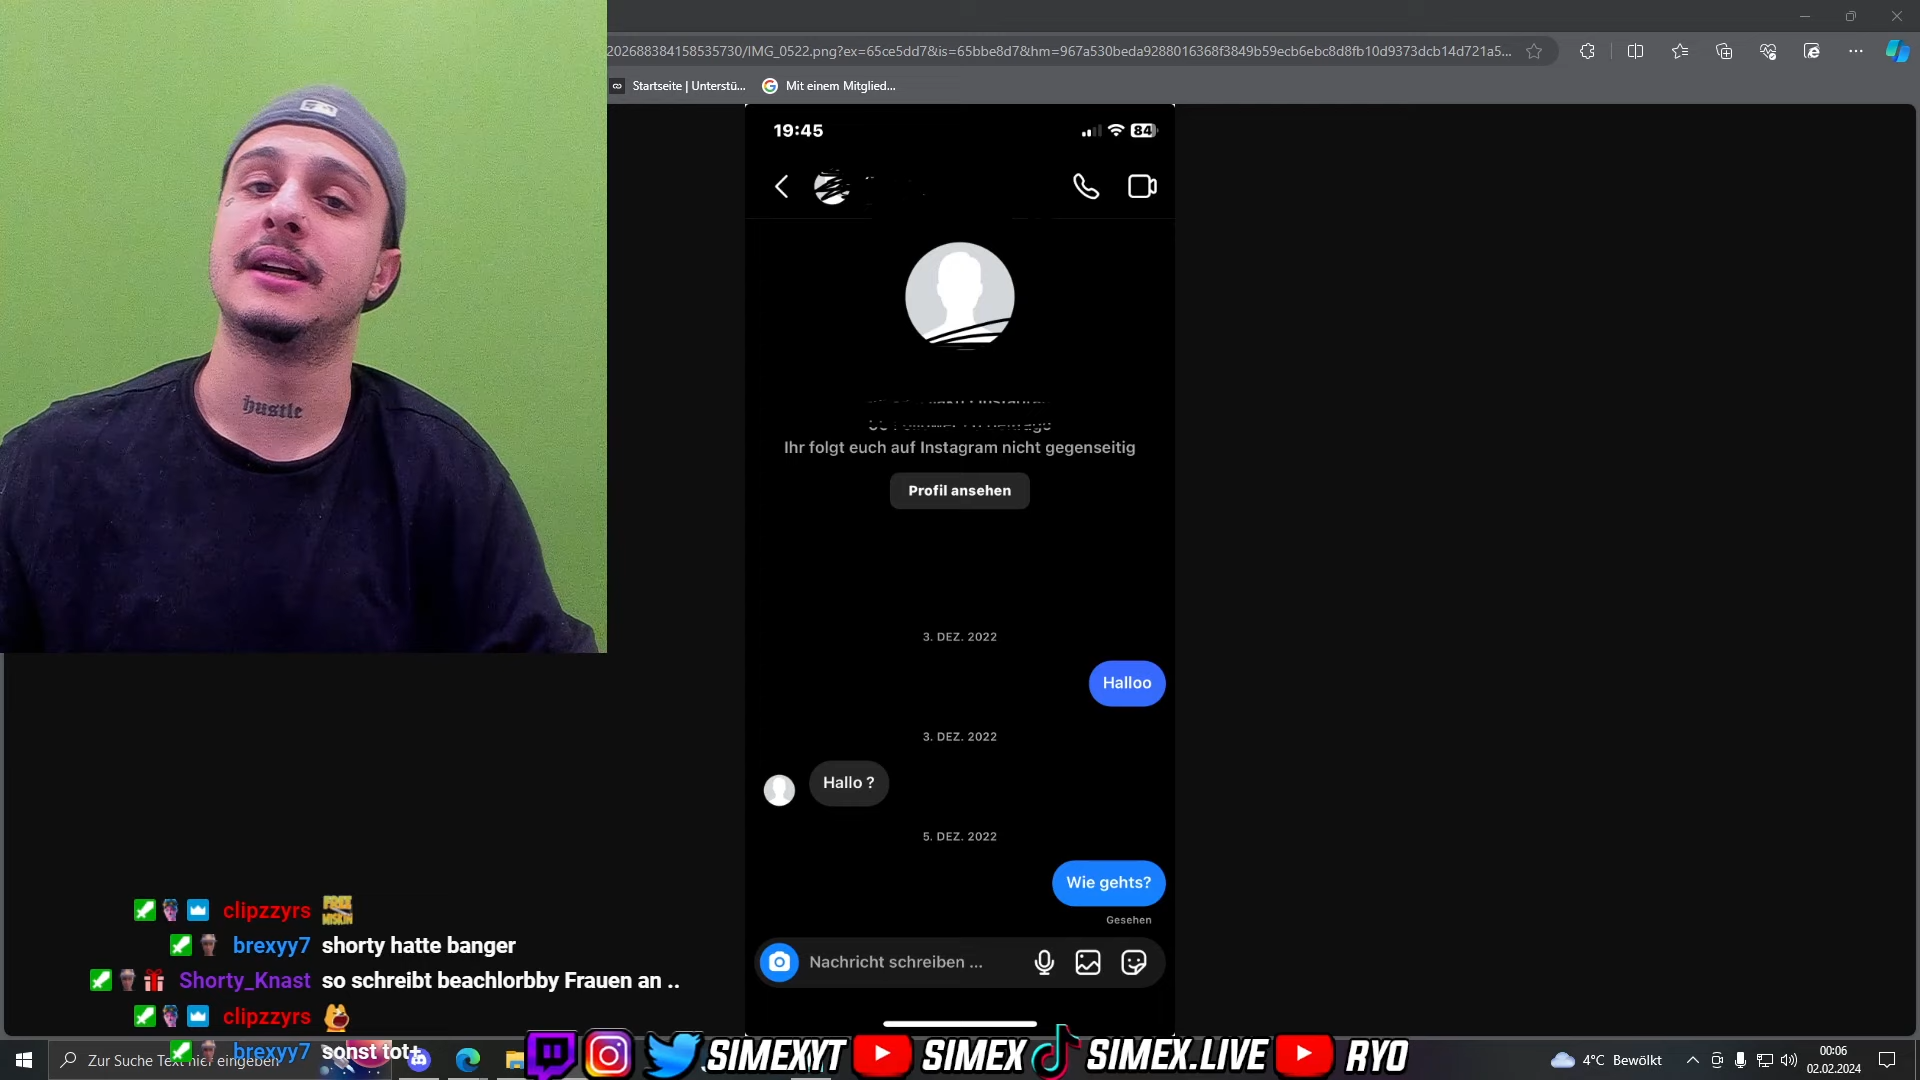 202688384158535730/IMG_0522.png?ex=65ce5dd7&is=65bbe8d7&hm=967a530beda9288016368f3849b59ecb6ebc8d8fb10d9373dcb14d721a5...
Startseite | Unterstü...
Mit einem Mitglied...
19:45
84
hustle
Ihr folgt euch auf Instagram nicht gegenseitig
Profil ansehen
3. DEZ. 2022
Halloo
3. DEZ. 2022
Hallo ?
5. DEZ. 2022
Wie gehts?
Gesehen
Nachricht schreiben ...
clipzzyrs FREE MISKIN
brexyy7 shorty hatte banger
Shorty_Knast so schreibt beachlorbby Frauen an ..
clipzzyrs
brexyy7 sonst tot+
Zur Suche Text hier eingeben
SIMEXYT
SIMEX
SIMEX.LIVE
RYO
4°C Bewölkt
00:06
02.02.2024